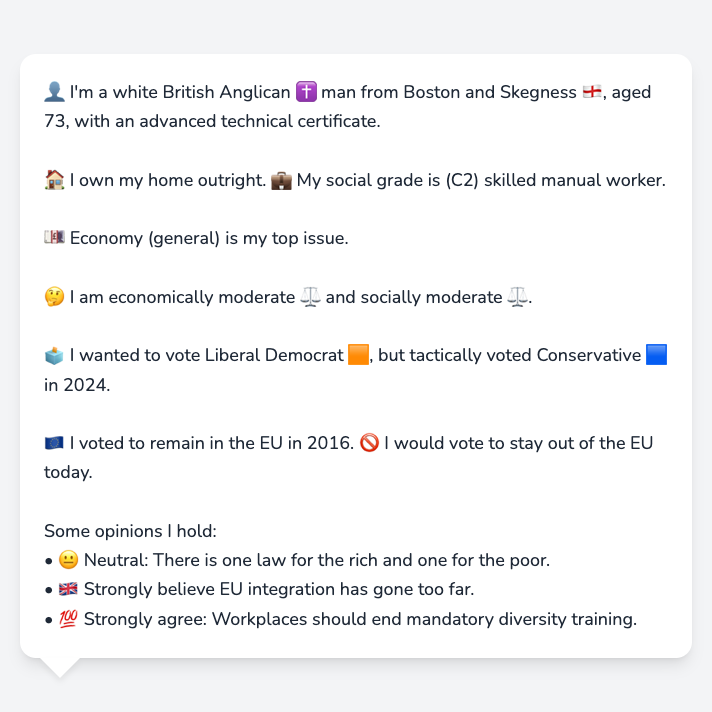 👤 I'm a white British Anglican ✝️ man from Boston and Skegness 🏴󠁧󠁢󠁥󠁮󠁧󠁿, aged
73, with an advanced technical certificate.
🏠 I own my home outright. 💼 My social grade is (C2) skilled manual worker.
💷 Economy (general) is my top issue.
🤔 I am economically moderate ⚖️ and socially moderate ⚖️.
🗳️ I wanted to vote Liberal Democrat 🟧, but tactically voted Conservative 🟦
in 2024.
🇪🇺 I voted to remain in the EU in 2016. 🚫 I would vote to stay out of the EU
today.
Some opinions I hold:
• 😐 Neutral: There is one law for the rich and one for the poor.
• 🇬🇧 Strongly believe EU integration has gone too far.
• 💯 Strongly agree: Workplaces should end mandatory diversity training.